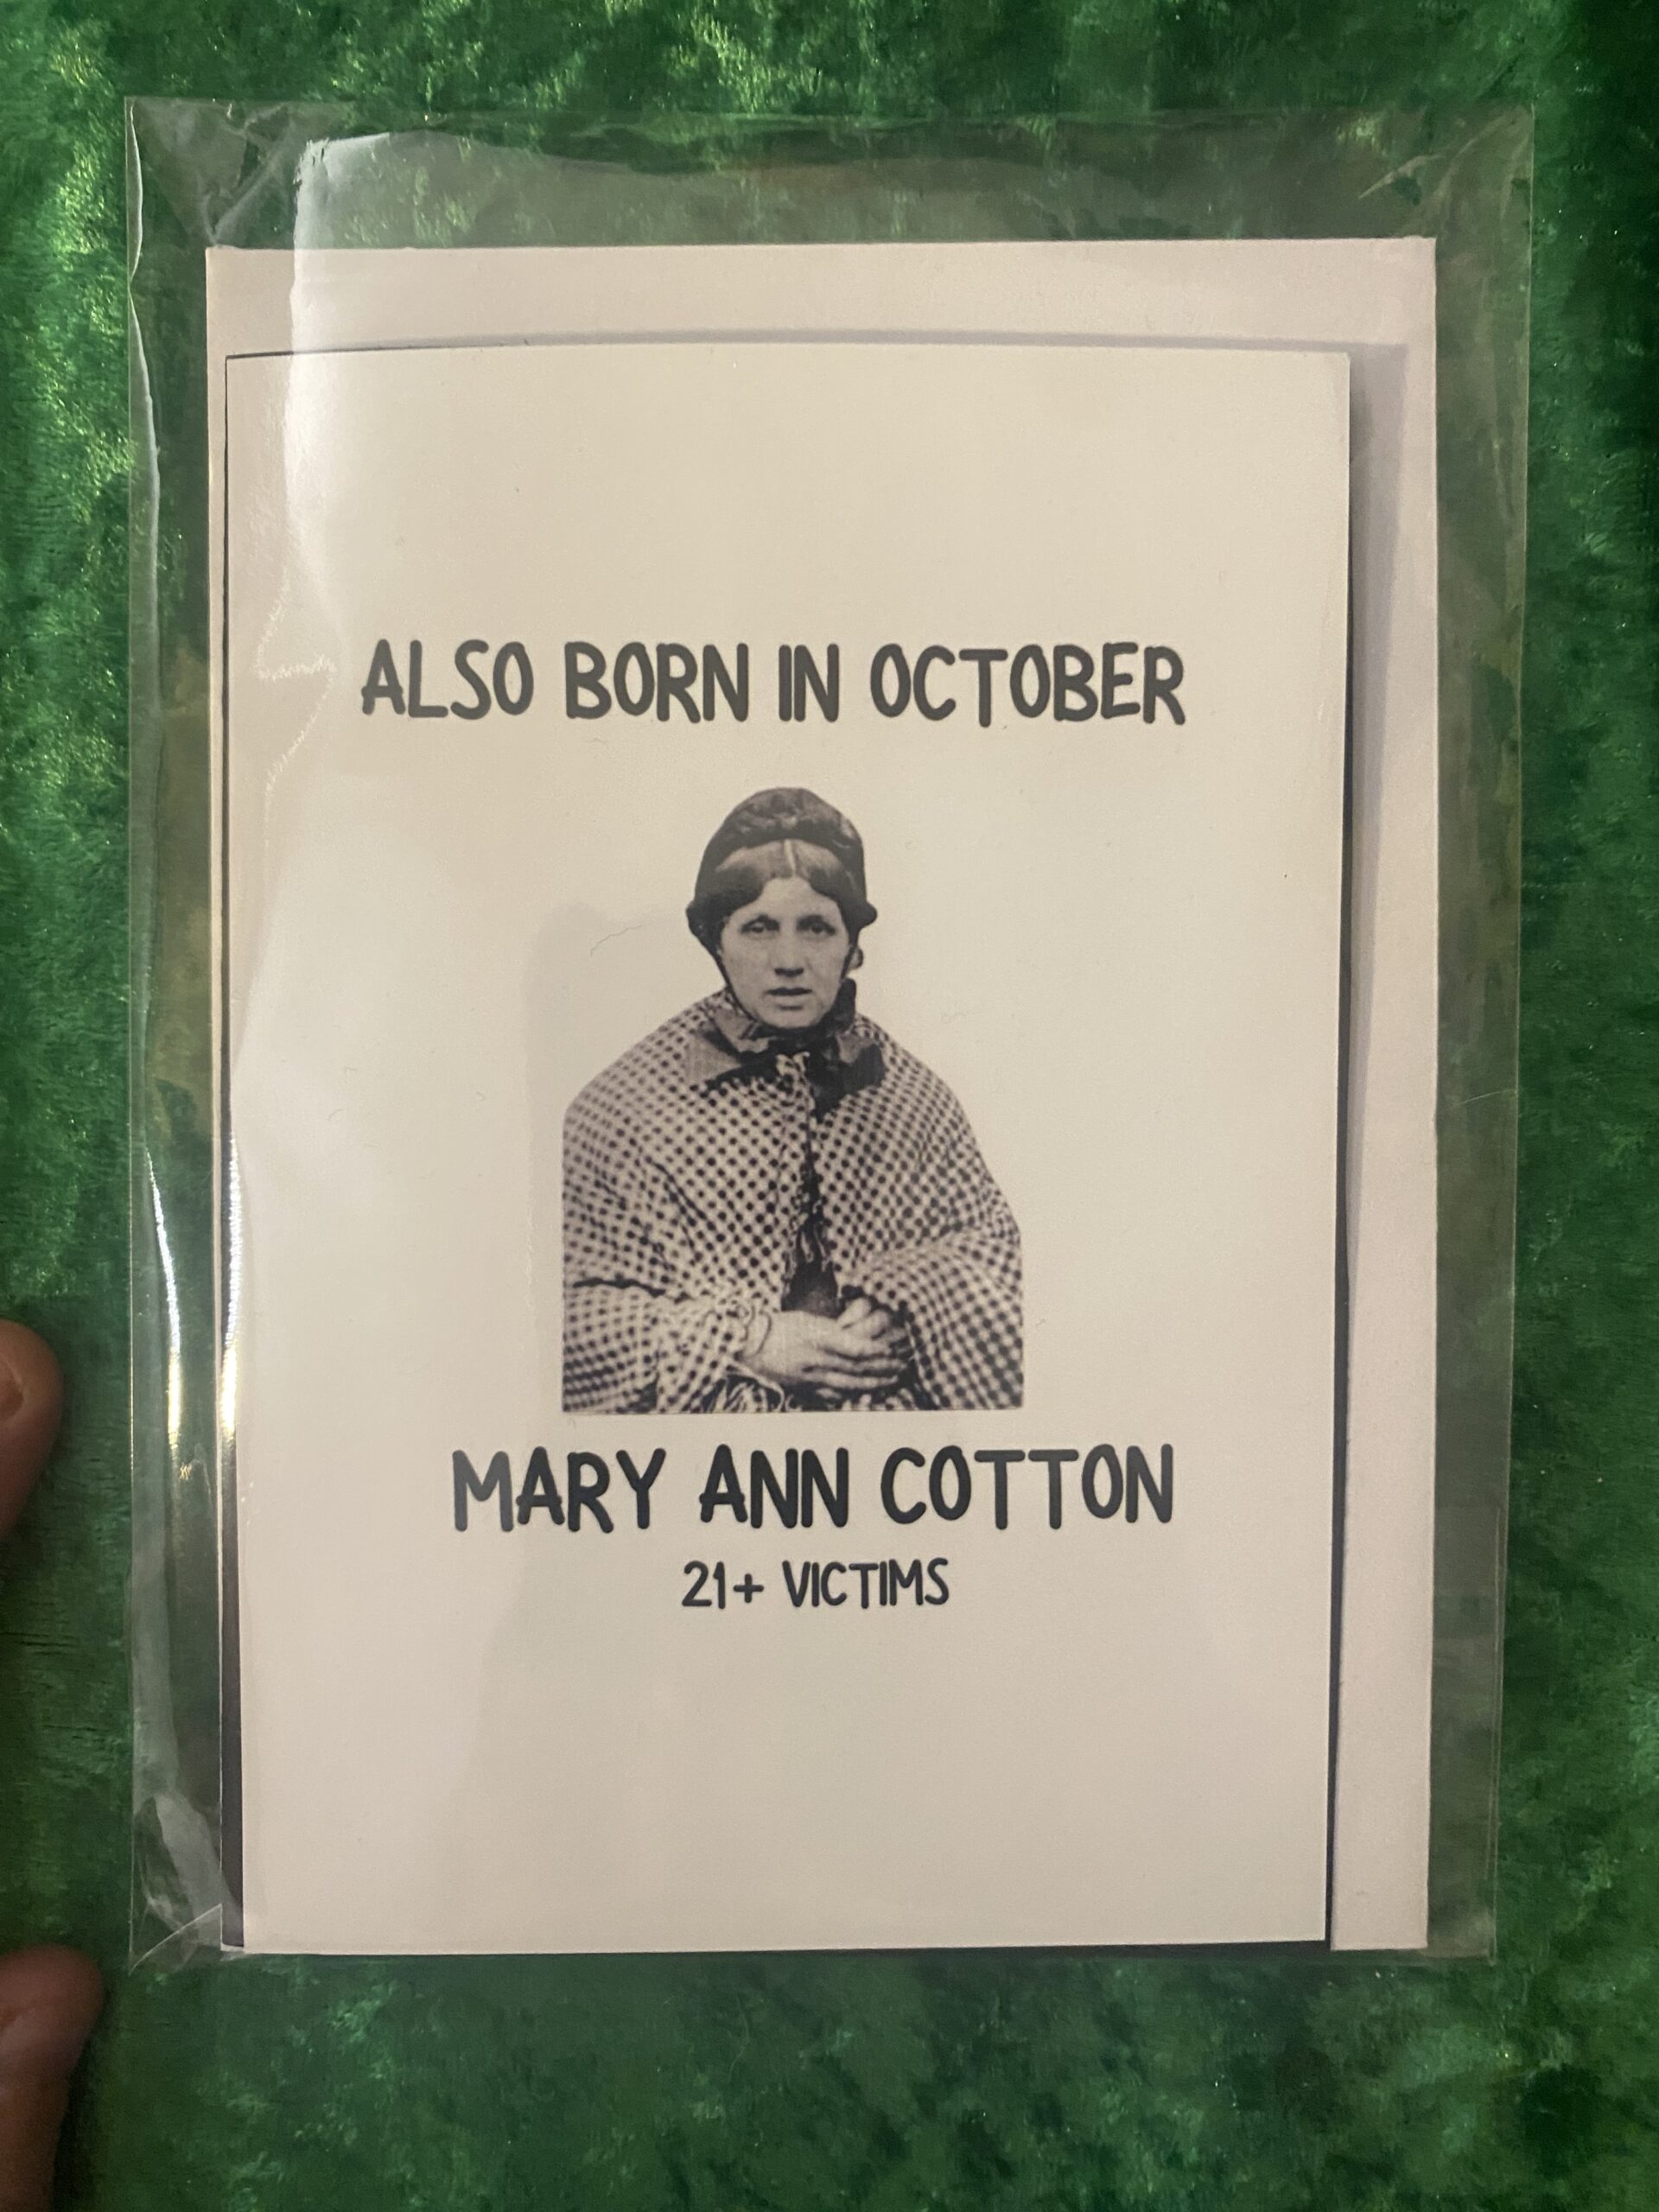 ALSO BORN IN OCTOBER
MARY ANN COTTON
21+ VICTIMS